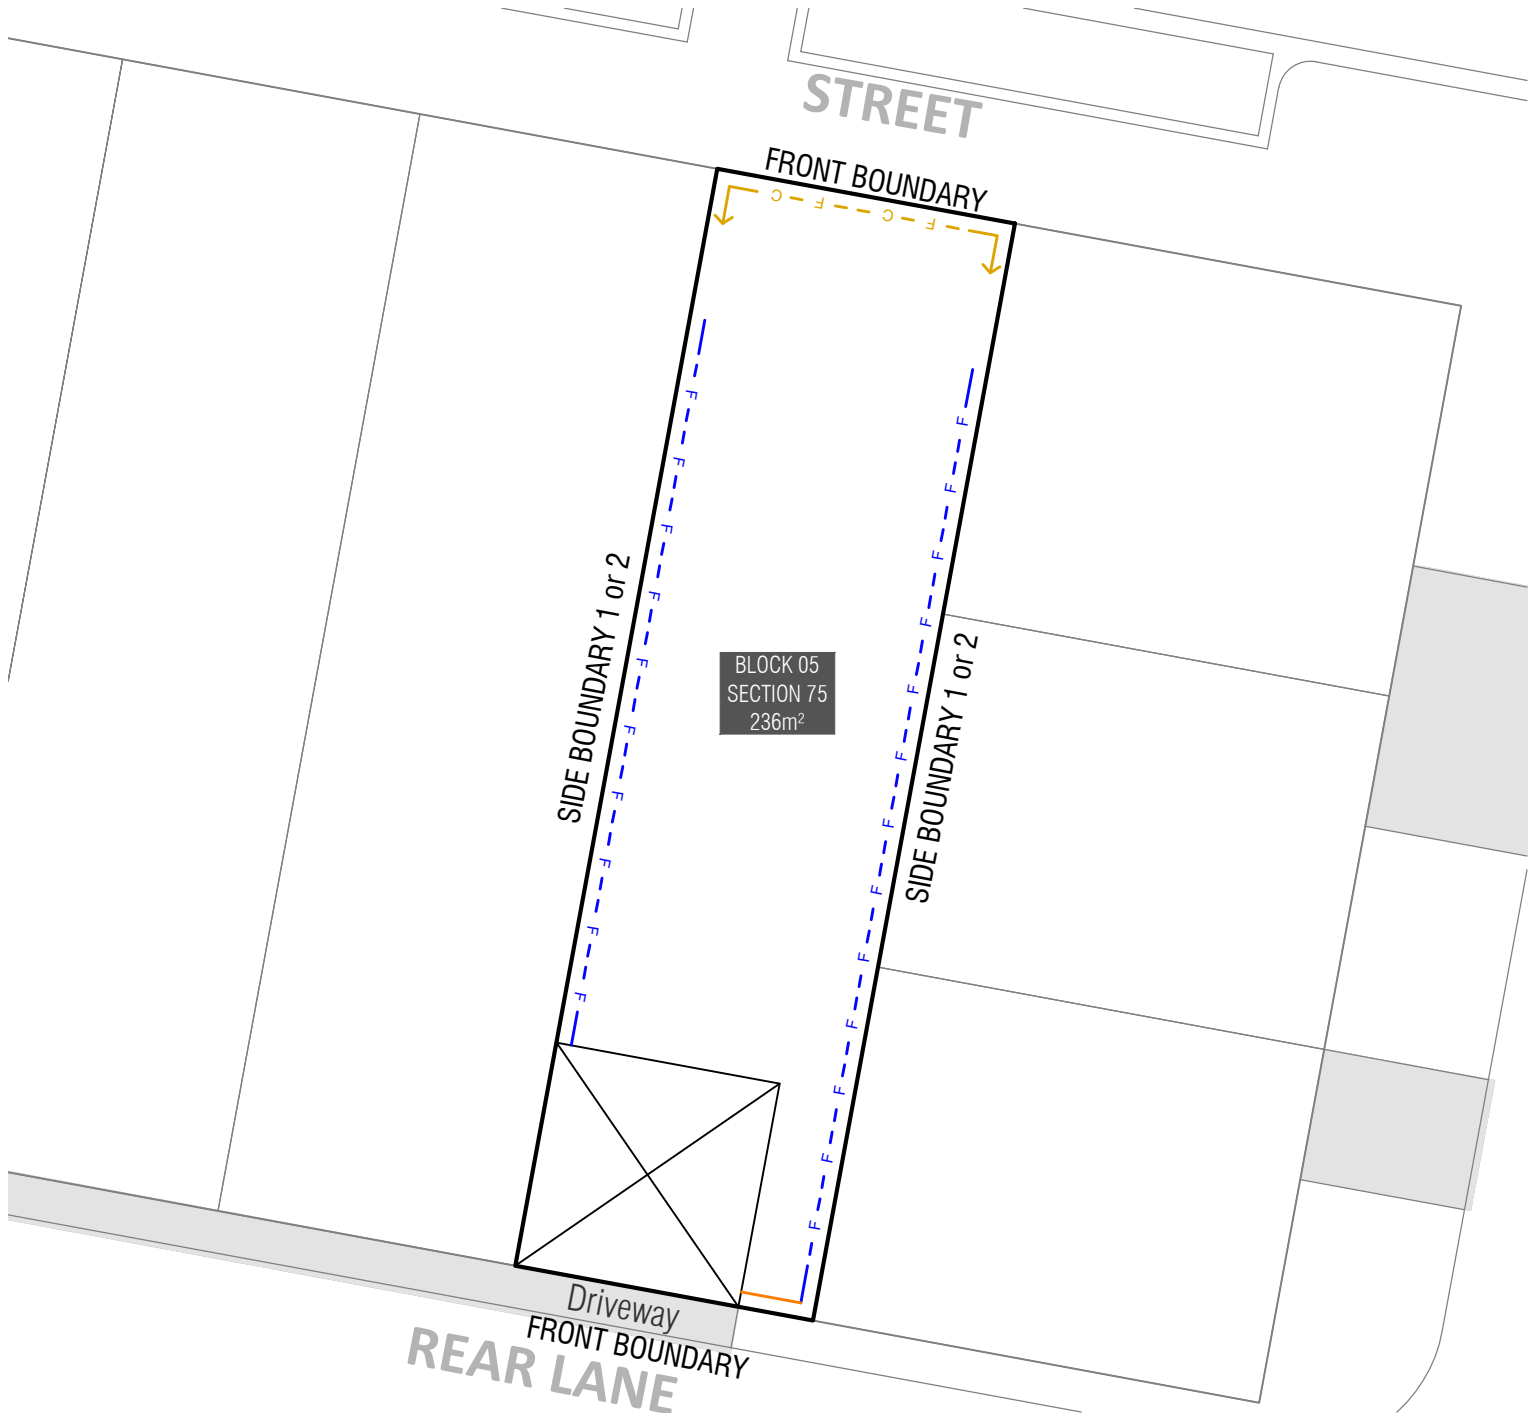 STREET
FRONT BOUNDARY
C F C F
F F F F F F F F F F
SIDE BOUNDARY 1 or 2
BLOCK 05
SECTION 75
236m²
SIDE BOUNDARY 1 or 2
F F F F F F F F F F F F F
Driveway
FRONT BOUNDARY
REAR LANE